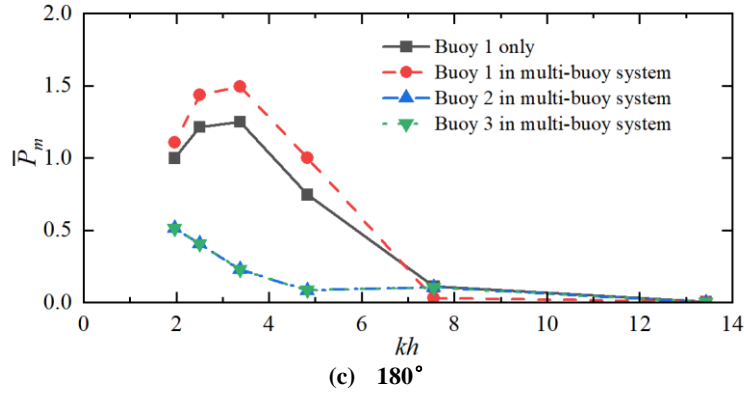 2.0
1.5
1.0
0.5
0.0
P̅ₘ
Buoy 1 only
Buoy 1 in multi-buoy system
Buoy 2 in multi-buoy system
Buoy 3 in multi-buoy system
0 2 4 6 8 10 12 14
kh
(c) 180°